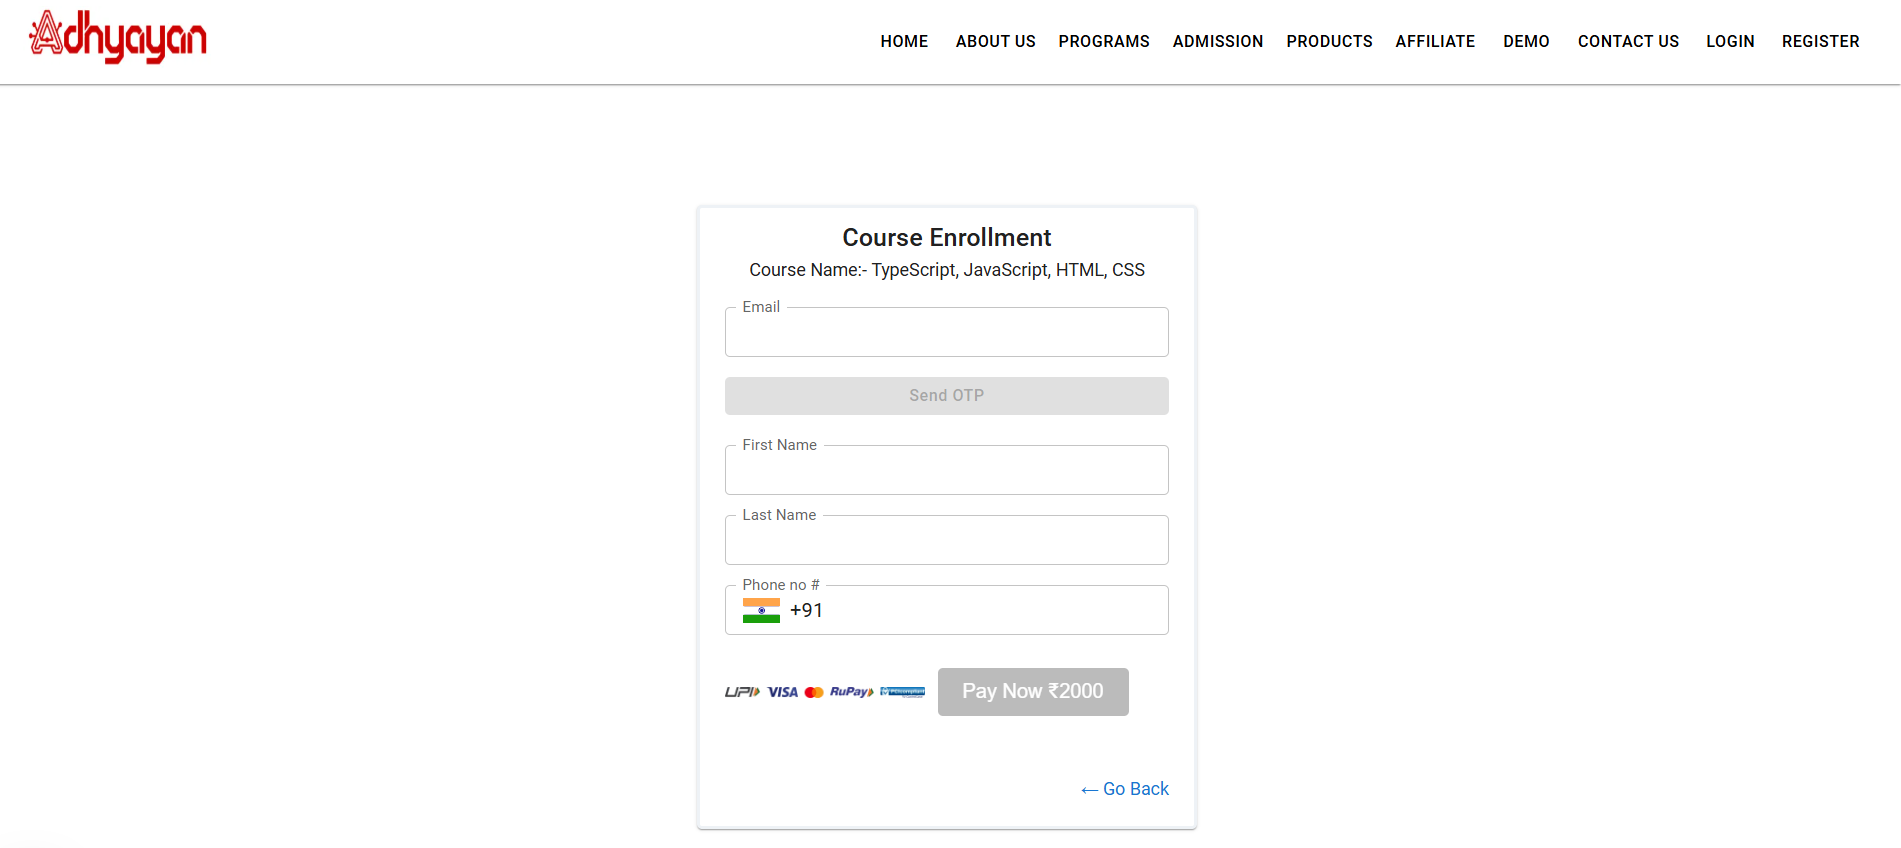 Adhyayan
HOME ABOUT US PROGRAMS ADMISSION PRODUCTS AFFILIATE DEMO CONTACT US LOGIN REGISTER
Course Enrollment
Course Name:- TypeScript, JavaScript, HTML, CSS
Email
Send OTP
First Name
Last Name
Phone no #
+91
UPI VISA RuPay Pay Now ₹2000
← Go Back